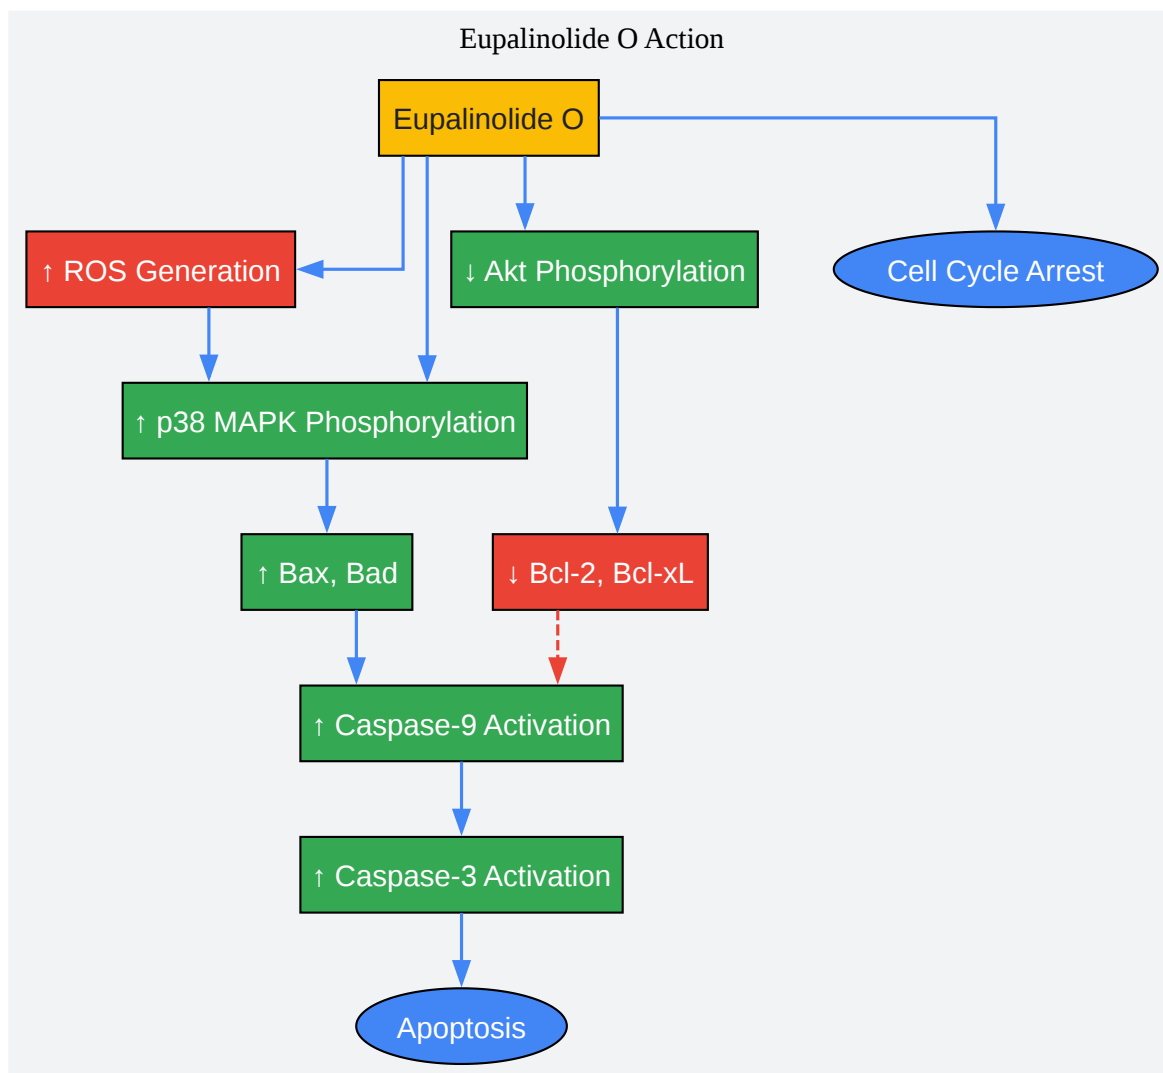 Eupalinolide O Action
Eupalinolide O
↑ ROS Generation
↓ Akt Phosphorylation
Cell Cycle Arrest
↑ p38 MAPK Phosphorylation
↑ Bax, Bad
↓ Bcl-2, Bcl-xL
↑ Caspase-9 Activation
↑ Caspase-3 Activation
Apoptosis